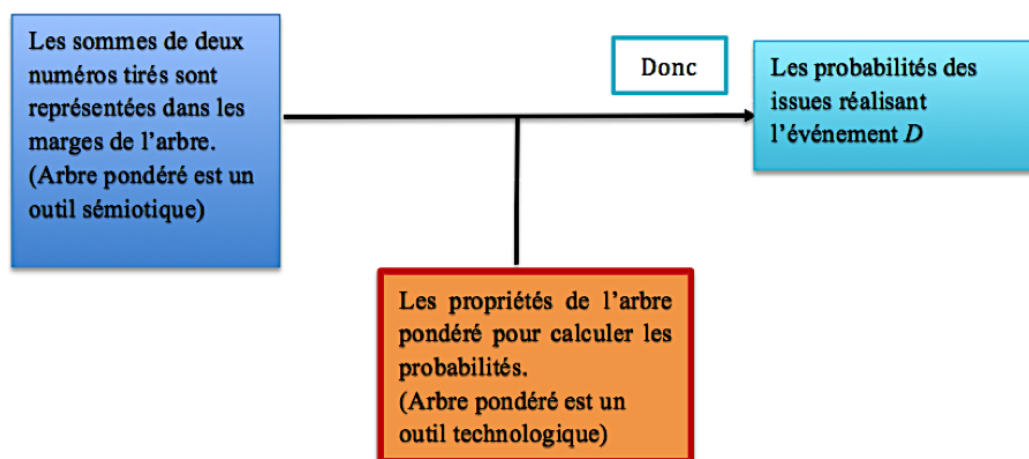 Les sommes de deux
numéros tirés sont
représentées dans les
marges de l'arbre.
(Arbre pondéré est un
outil sémiotique)
Donc
Les probabilités des
issues réalisant
l'événement D
Les propriétés de l'arbre
pondéré pour calculer les
probabilités.
(Arbre pondéré est un
outil technologique)